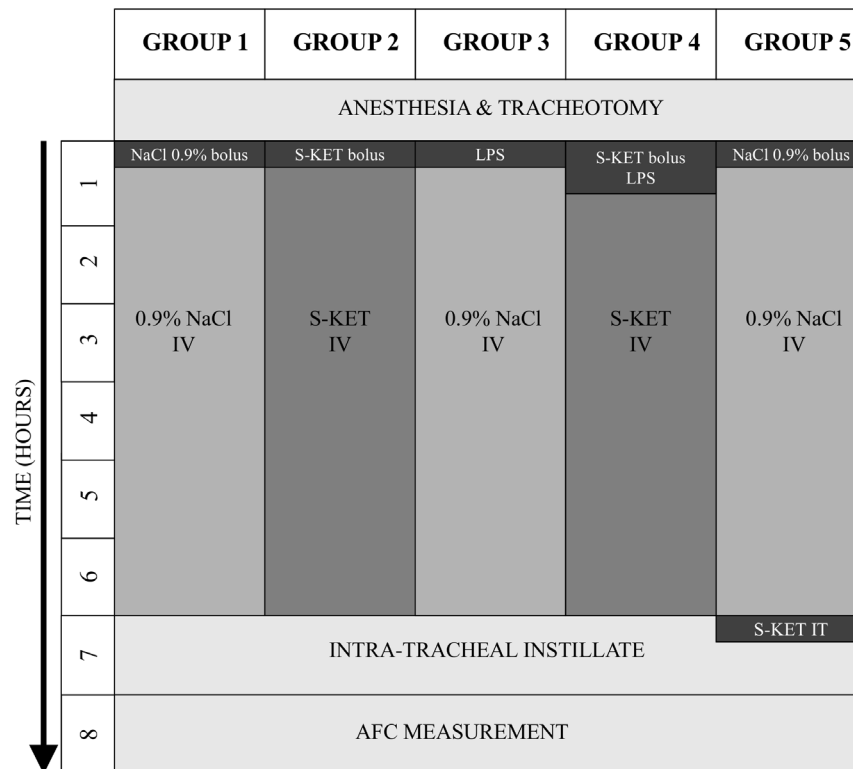 GROUP 1 GROUP 2 GROUP 3 GROUP 4 GROUP 5
ANESTHESIA & TRACHEOTOMY
NaCl 0.9% bolus S-KET bolus LPS S-KET bolus NaCl 0.9% bolus
LPS
1
2
0.9% NaCl S-KET 0.9% NaCl S-KET 0.9% NaCl
3
IV IV IV IV IV
4
TIME (HOURS)
5
6
S-KET IT
7 INTRA-TRACHEAL INSTILLATE
8 AFC MEASUREMENT